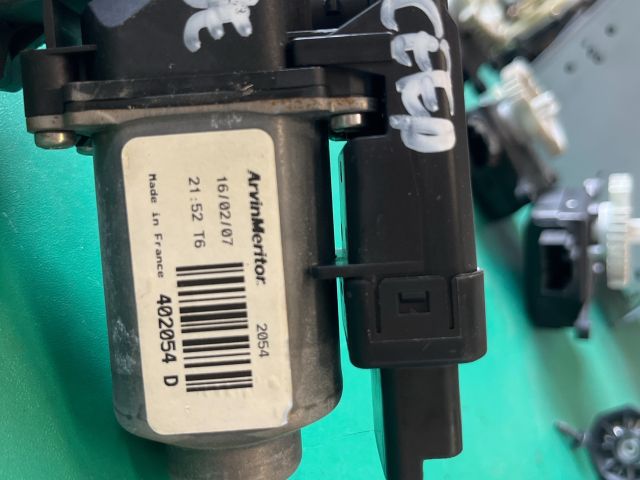 ArvinMeritor. 2054
16/02/07
21:52 T6
Made in France 402054 D